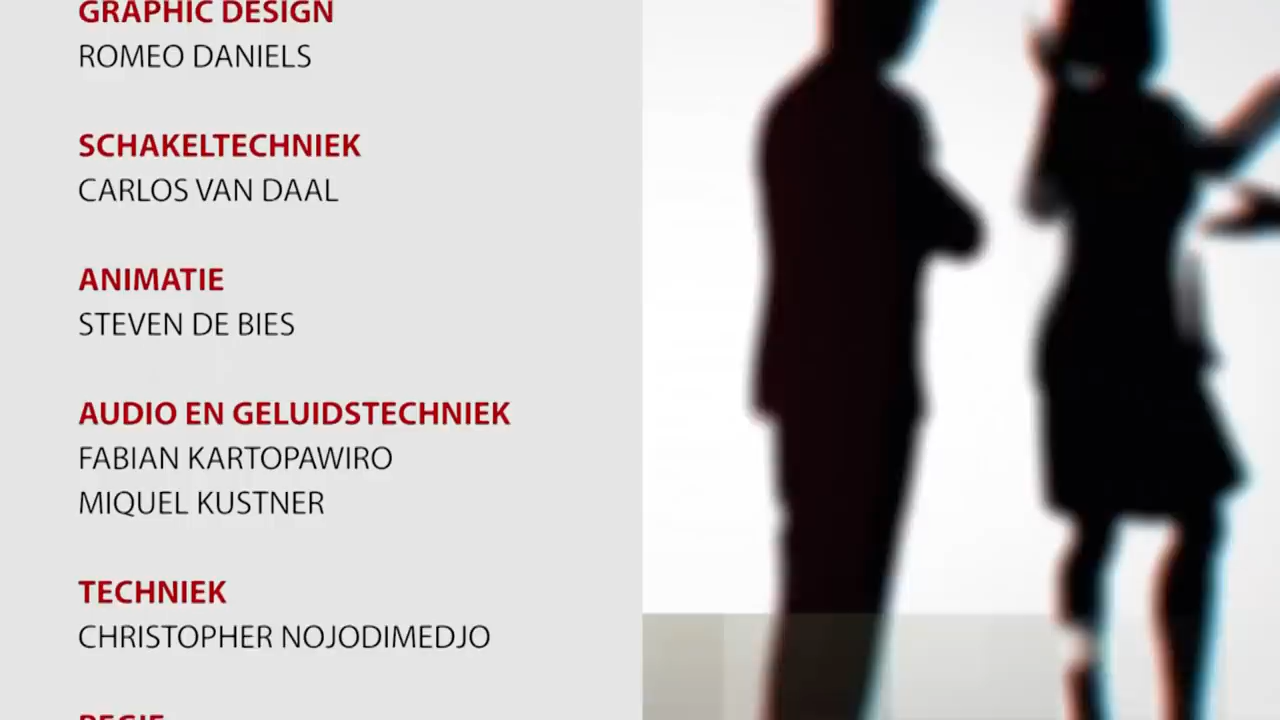 GRAPHIC DESIGN
ROMEO DANIELS
SCHAKELTECHNIEK
CARLOS VAN DAAL
ANIMATIE
STEVEN DE BIES
AUDIO EN GELUIDSTECHNIEK
FABIAN KARTOPAWIRO
MIQUEL KUSTNER
TECHNIEK
CHRISTOPHER NOJODIMEDJO
REGIE